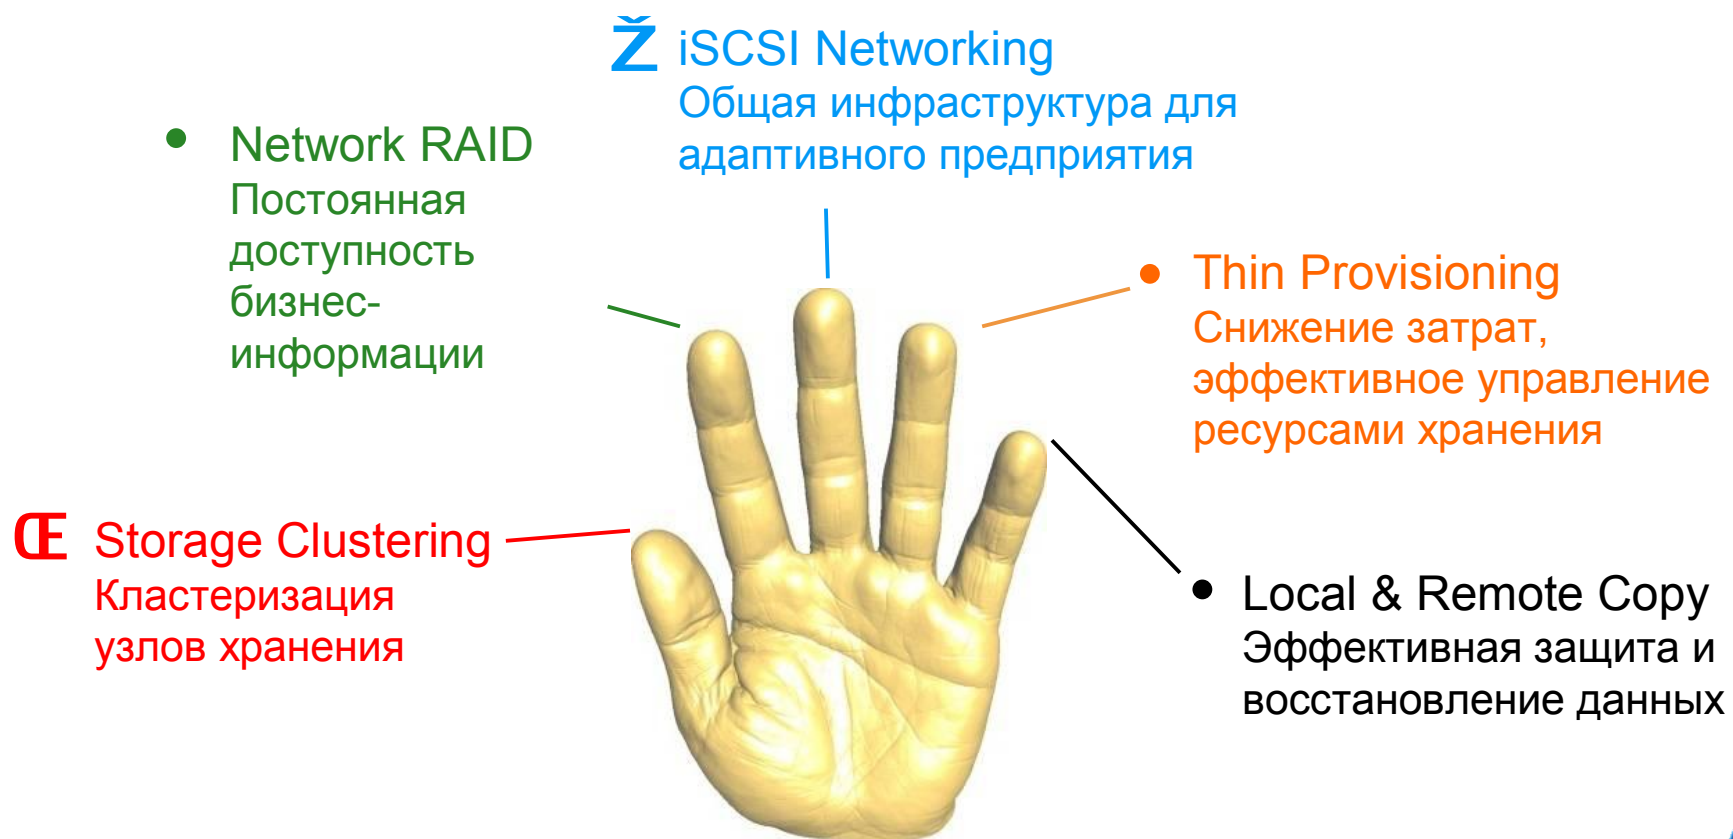 Ž iSCSI Networking
Общая инфраструктура для
адаптивного предприятия
• Network RAID
Постоянная
доступность
бизнес-
информации
• Thin Provisioning
Снижение затрат,
эффективное управление
ресурсами хранения
Œ Storage Clustering
Кластеризация
узлов хранения
• Local & Remote Copy
Эффективная защита и
восстановление данных